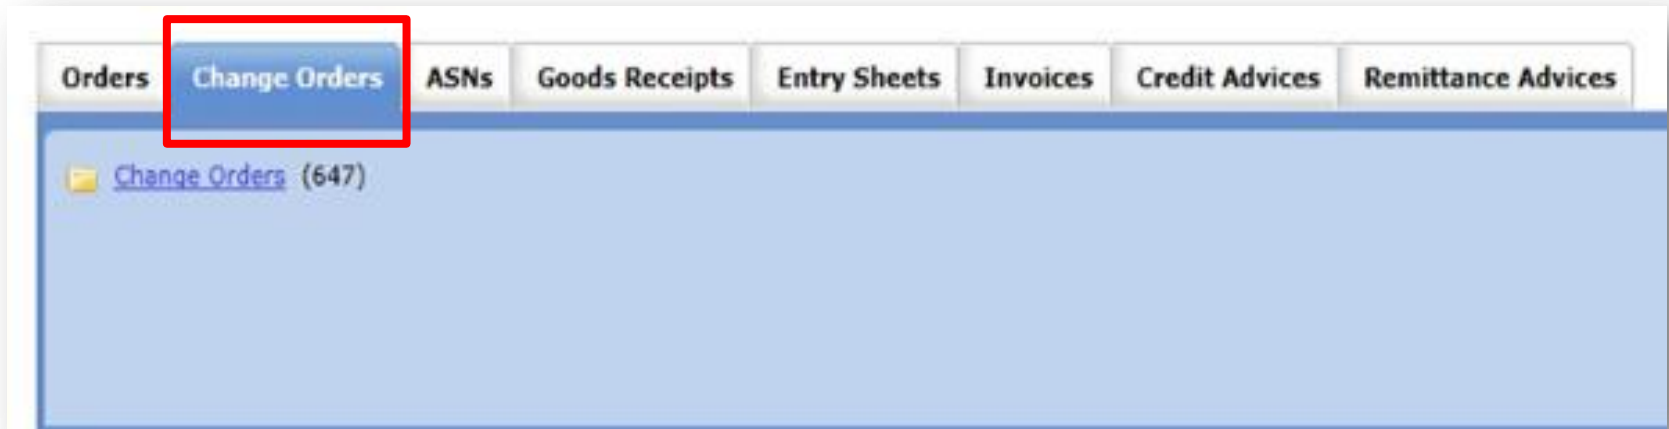 Orders Change Orders ASNs Goods Receipts Entry Sheets Invoices Credit Advices Remittance Advices
Change Orders (647)